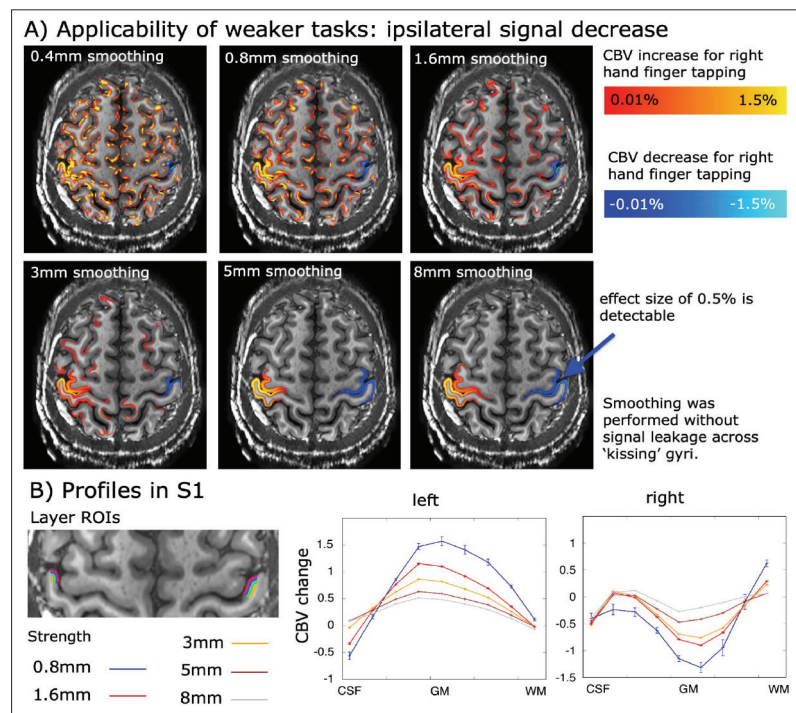 A) Applicability of weaker tasks: ipsilateral signal decrease
0.4mm smoothing
0.8mm smoothing
1.6mm smoothing
CBV increase for right
hand finger tapping
0.01% 1.5%
CBV decrease for right
hand finger tapping
-0.01% -1.5%
3mm smoothing
5mm smoothing
8mm smoothing
effect size of 0.5% is
detectable
Smoothing was
performed without
signal leakage across
‘kissing’ gyri.
B) Profiles in S1
Layer ROIs
Strength
0.8mm
1.6mm
3mm
5mm
8mm
left
CBV change
1.5
1
0.5
0
-0.5
-1
CSF GM WM
right
1
0.5
0
-0.5
-1
-1.5
CSF GM WM